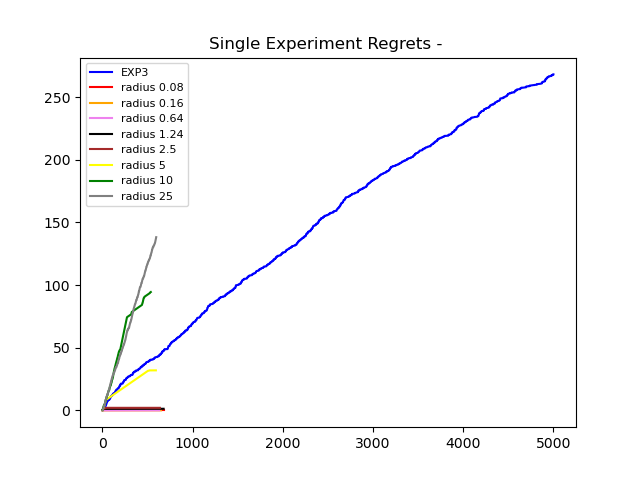 Single Experiment Regrets -
EXP3
radius 0.08
radius 0.16
radius 0.64
radius 1.24
radius 2.5
radius 5
radius 10
radius 25
250
200
150
100
50
0
0 1000 2000 3000 4000 5000